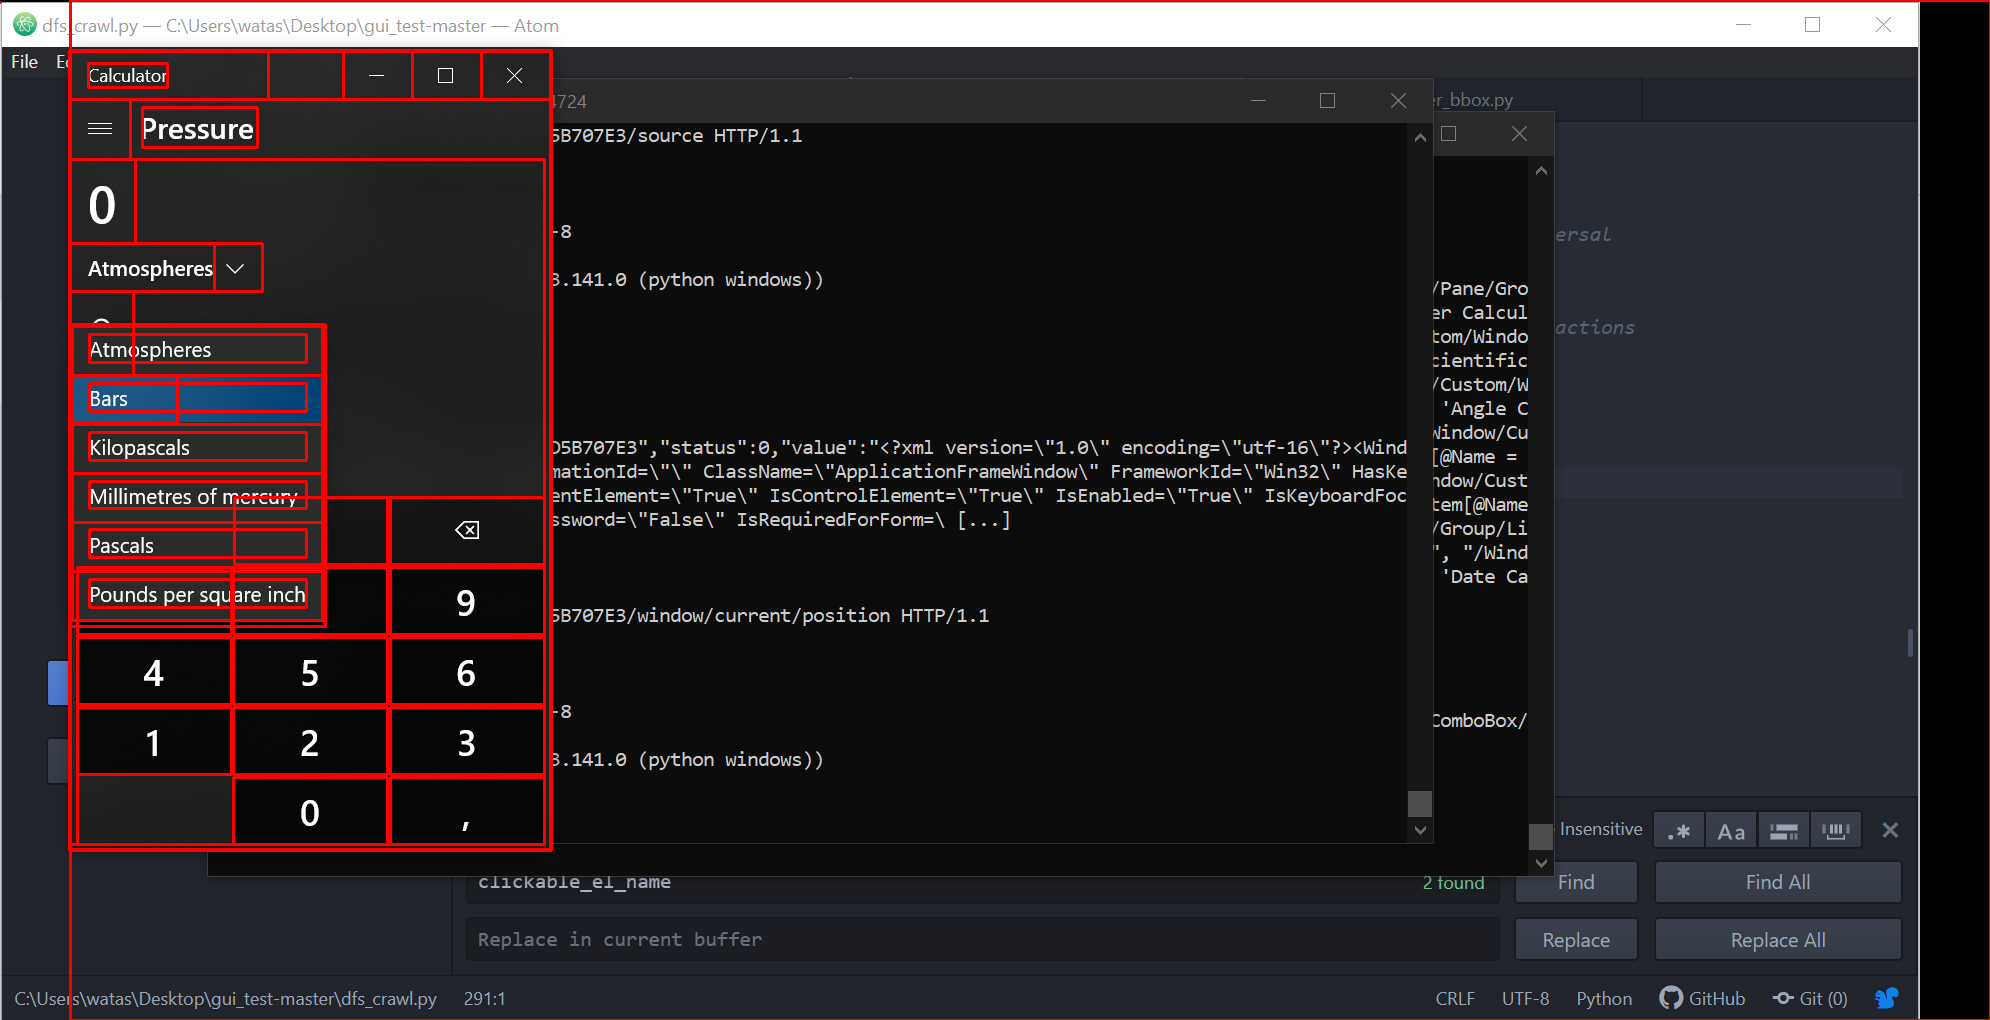 dfs_crawl.py — C:\Users\watas\Desktop\gui_test-master — Atom
File
Calculator
Pressure
0
Atmospheres
Atmospheres
Bars
Kilopascals
Millimetres of mercury
Pascals
Pounds per square inch
9
4 5 6
1 2 3
0 ,
4724
5B707E3/source HTTP/1.1
-8
3.141.0 (python windows))
D5B707E3","status":0,"value":"<?xml version=\"1.0\" encoding=\"utf-16\"?><Wind
mationId=\"\" ClassName=\"ApplicationFrameWindow\" FrameworkId=\"Win32\" HasKe
entElement=\"True\" IsControlElement=\"True\" IsEnabled=\"True\" IsKeyboardFoc
ssword=\"False\" IsRequiredForForm=\ [...]
5B707E3/window/current/position HTTP/1.1
-8
3.141.0 (python windows))
er_bbox.py
ersal
actions
/Pane/Gro
er Calcul
tom/Windo
cientific
/Custom/W
'Angle C
Window/Cu
[@Name =
ndow/Cust
tem[@Name
/Group/Li
", "/Wind
'Date Ca
ComboBox/
Insensitive
.* Aa
clickable_el_name
2 found
Find
Find All
Replace in current buffer
Replace
Replace All
C:\Users\watas\Desktop\gui_test-master\dfs_crawl.py 291:1
CRLF UTF-8 Python GitHub Git (0)